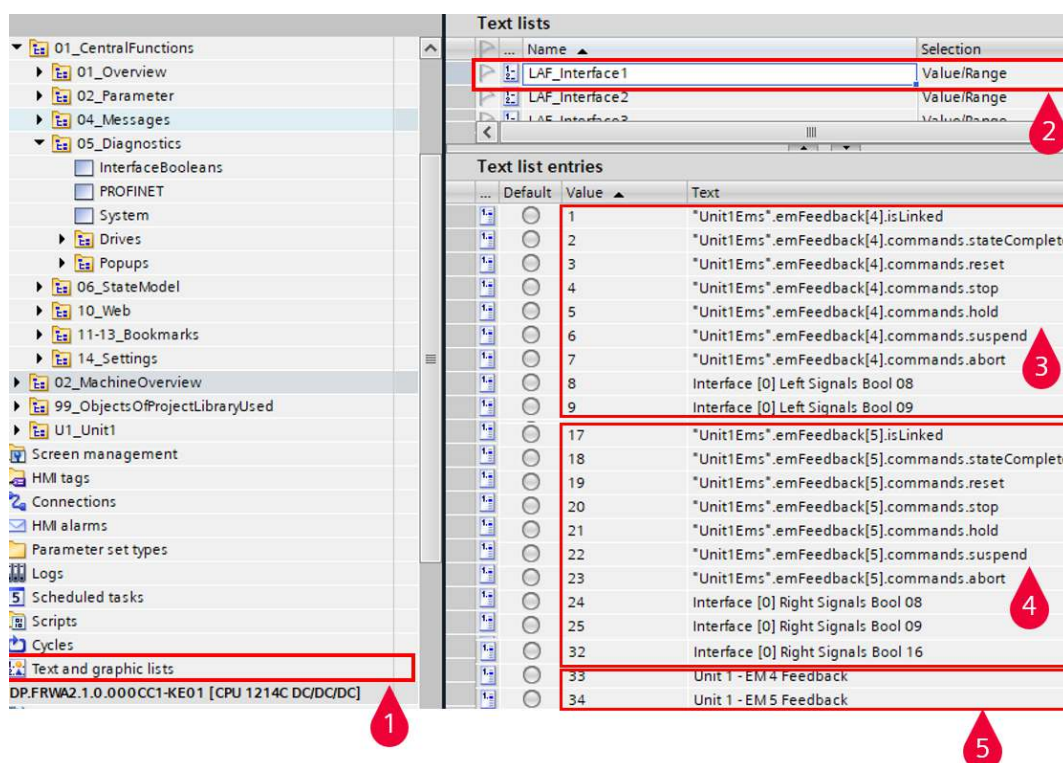 01_CentralFunctions
01_Overview
02_Parameter
04_Messages
05_Diagnostics
InterfaceBooleans
PROFINET
System
Drives
Popups
06_StateModel
10_Web
11-13_Bookmarks
14_Settings
02_MachineOverview
99_ObjectsOfProjectLibraryUsed
U1_Unit1
Screen management
HMI tags
Connections
HMI alarms
Parameter set types
Logs
Scheduled tasks
Scripts
Cycles
Text and graphic lists
DP.FRWA2.1.0.000CC1-KE01 [CPU 1214C DC/DC/DC]
1
Text lists
... Name Selection
LAF_Interface1 Value/Range
LAF_Interface2 Value/Range
LAF_Interface3 Value/Range
2
Text list entries
... Default Value Text
1 "Unit1Ems".emFeedback[4].isLinked
2 "Unit1Ems".emFeedback[4].commands.stateComplete
3 "Unit1Ems".emFeedback[4].commands.reset
4 "Unit1Ems".emFeedback[4].commands.stop
5 "Unit1Ems".emFeedback[4].commands.hold
6 "Unit1Ems".emFeedback[4].commands.suspend
7 "Unit1Ems".emFeedback[4].commands.abort
8 Interface [0] Left Signals Bool 08
9 Interface [0] Left Signals Bool 09
3
17 "Unit1Ems".emFeedback[5].isLinked
18 "Unit1Ems".emFeedback[5].commands.stateComplete
19 "Unit1Ems".emFeedback[5].commands.reset
20 "Unit1Ems".emFeedback[5].commands.stop
21 "Unit1Ems".emFeedback[5].commands.hold
22 "Unit1Ems".emFeedback[5].commands.suspend
23 "Unit1Ems".emFeedback[5].commands.abort
24 Interface [0] Right Signals Bool 08
25 Interface [0] Right Signals Bool 09
32 Interface [0] Right Signals Bool 16
4
33 Unit 1 - EM 4 Feedback
34 Unit 1 - EM 5 Feedback
5